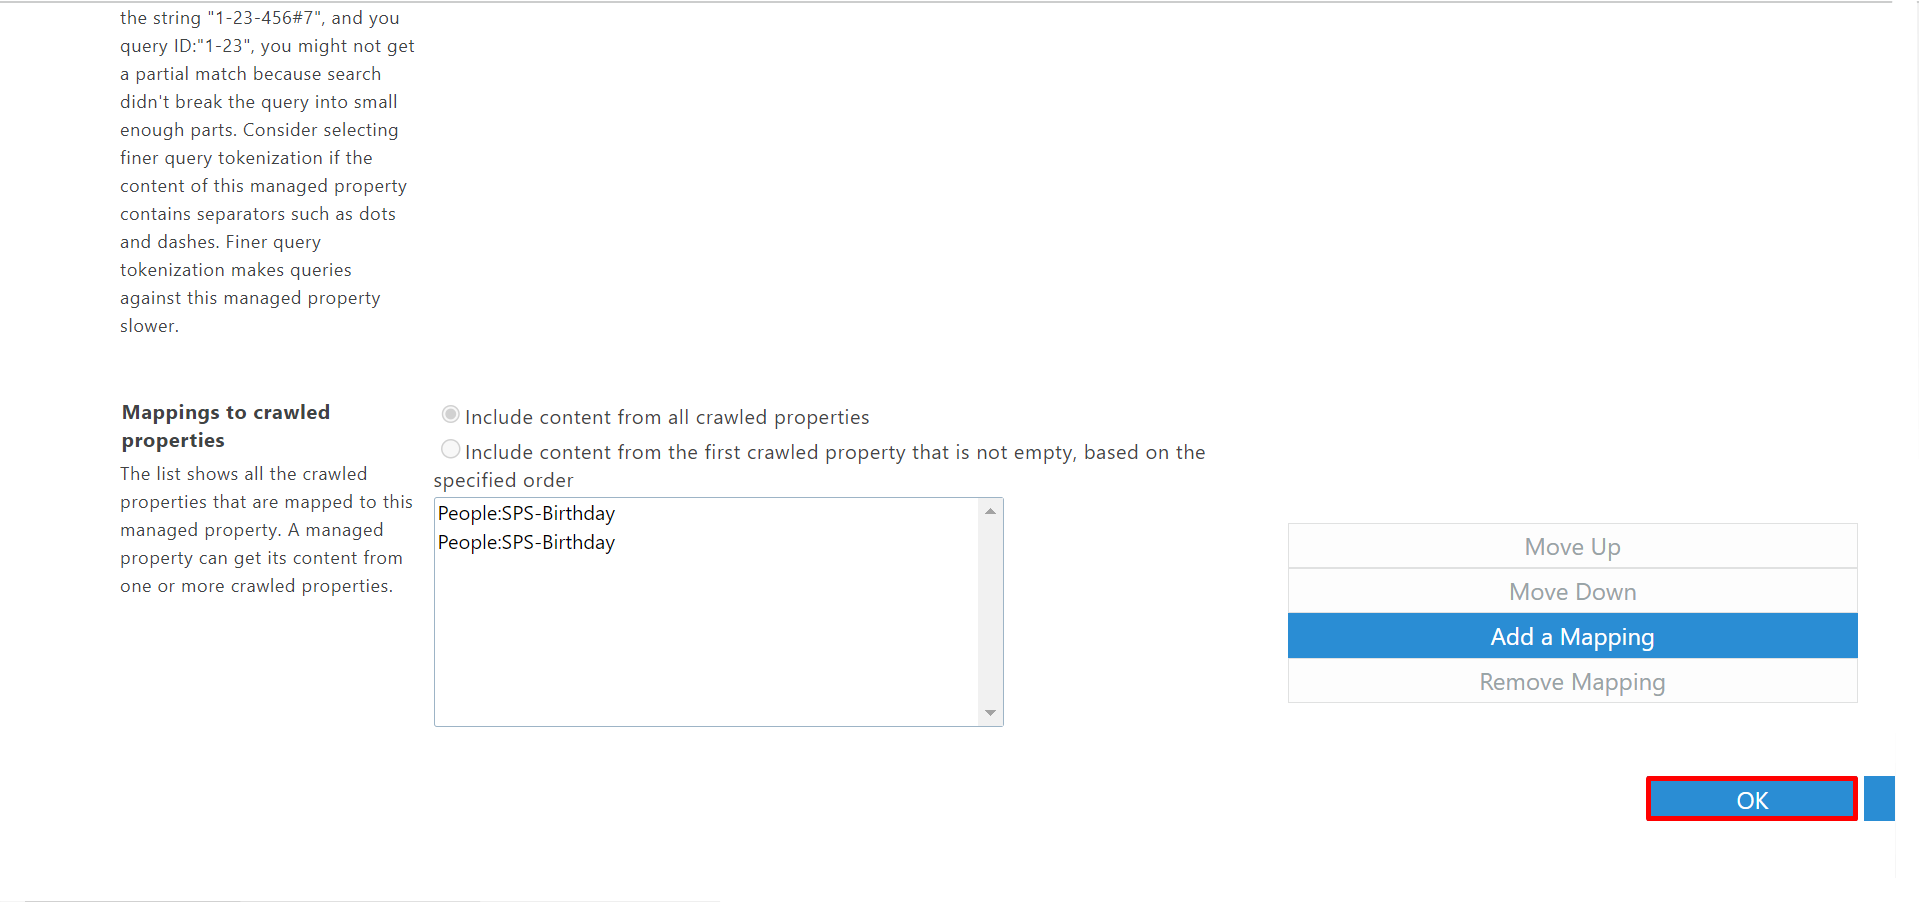 the string "1-23-456#7", and you
query ID:"1-23", you might not get
a partial match because search
didn't break the query into small
enough parts. Consider selecting
finer query tokenization if the
content of this managed property
contains separators such as dots
and dashes. Finer query
tokenization makes queries
against this managed property
slower.
Mappings to crawled
properties
The list shows all the crawled
properties that are mapped to this
managed property. A managed
property can get its content from
one or more crawled properties.
Include content from all crawled properties
Include content from the first crawled property that is not empty, based on the
specified order
People:SPS-Birthday
People:SPS-Birthday
Move Up
Move Down
Add a Mapping
Remove Mapping
OK